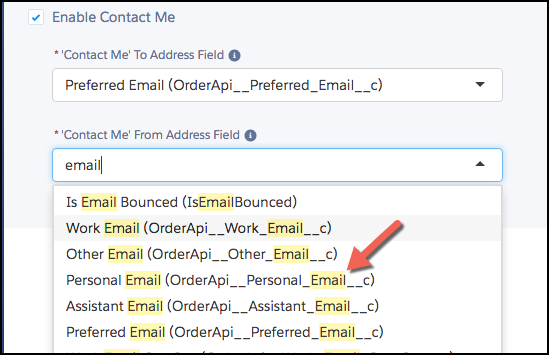 Enable Contact Me
* 'Contact Me' To Address Field
Preferred Email (OrderApi__Preferred_Email__c)
* 'Contact Me' From Address Field
email
Is Email Bounced (IsEmailBounced)
Work Email (OrderApi__Work_Email__c)
Other Email (OrderApi__Other_Email__c)
Personal Email (OrderApi__Personal_Email__c)
Assistant Email (OrderApi__Assistant_Email__c)
Preferred Email (OrderApi__Preferred_Email__c)